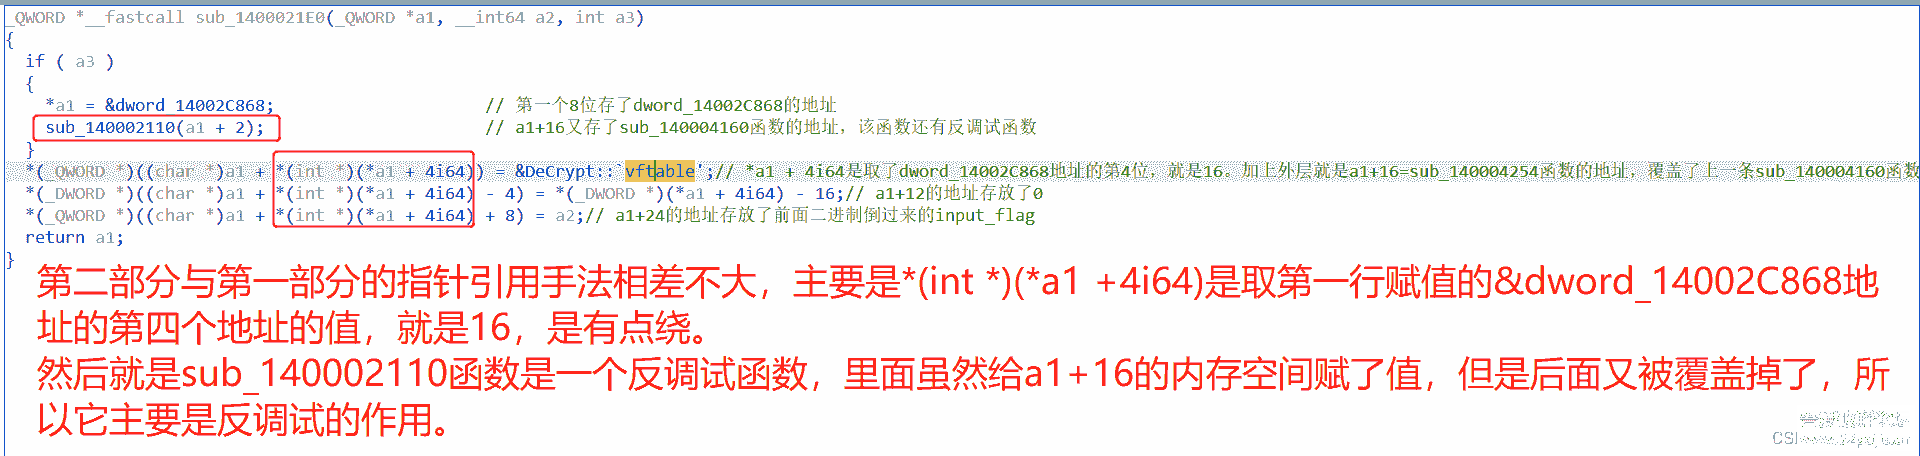 _QWORD *__fastcall sub_1400021E0(_QWORD *a1, __int64 a2, int a3)
{
if ( a3 )
{
*a1 = &dword_14002C868; // 第一个8位存了dword_14002C868的地址
sub_140002110(a1 + 2); // a1+16又存了sub_140004160函数的地址，该函数还有反调试函数
}
*(_QWORD *)((char *)a1 + *(int *)(*a1 + 4i64)) = &DeCrypt::`vftable';// *a1 + 4i64是取了dword_14002C868地址的第4位，就是16。加上外层就是a1+16=sub_140004254函数的地址，覆盖了上一条sub_140004160函数
*(_DWORD *)((char *)a1 + *(int *)(*a1 + 4i64) - 4) = *(_DWORD *)(*a1 + 4i64) - 16;// a1+12的地址存放了0
*(_QWORD *)((char *)a1 + *(int *)(*a1 + 4i64) + 8) = a2;// a1+24的地址存放了前面二进制倒过来的input_flag
return a1;
}
第二部分与第一部分的指针引用手法相差不大，主要是*(int *)(*a1 +4i64)是取第一行赋值的&dword_14002C868地
址的第四个地址的值，就是16，是有点绕。
然后就是sub_140002110函数是一个反调试函数，里面虽然给a1+16的内存空间赋了值，但是后面又被覆盖掉了，所
以它主要是反调试的作用。